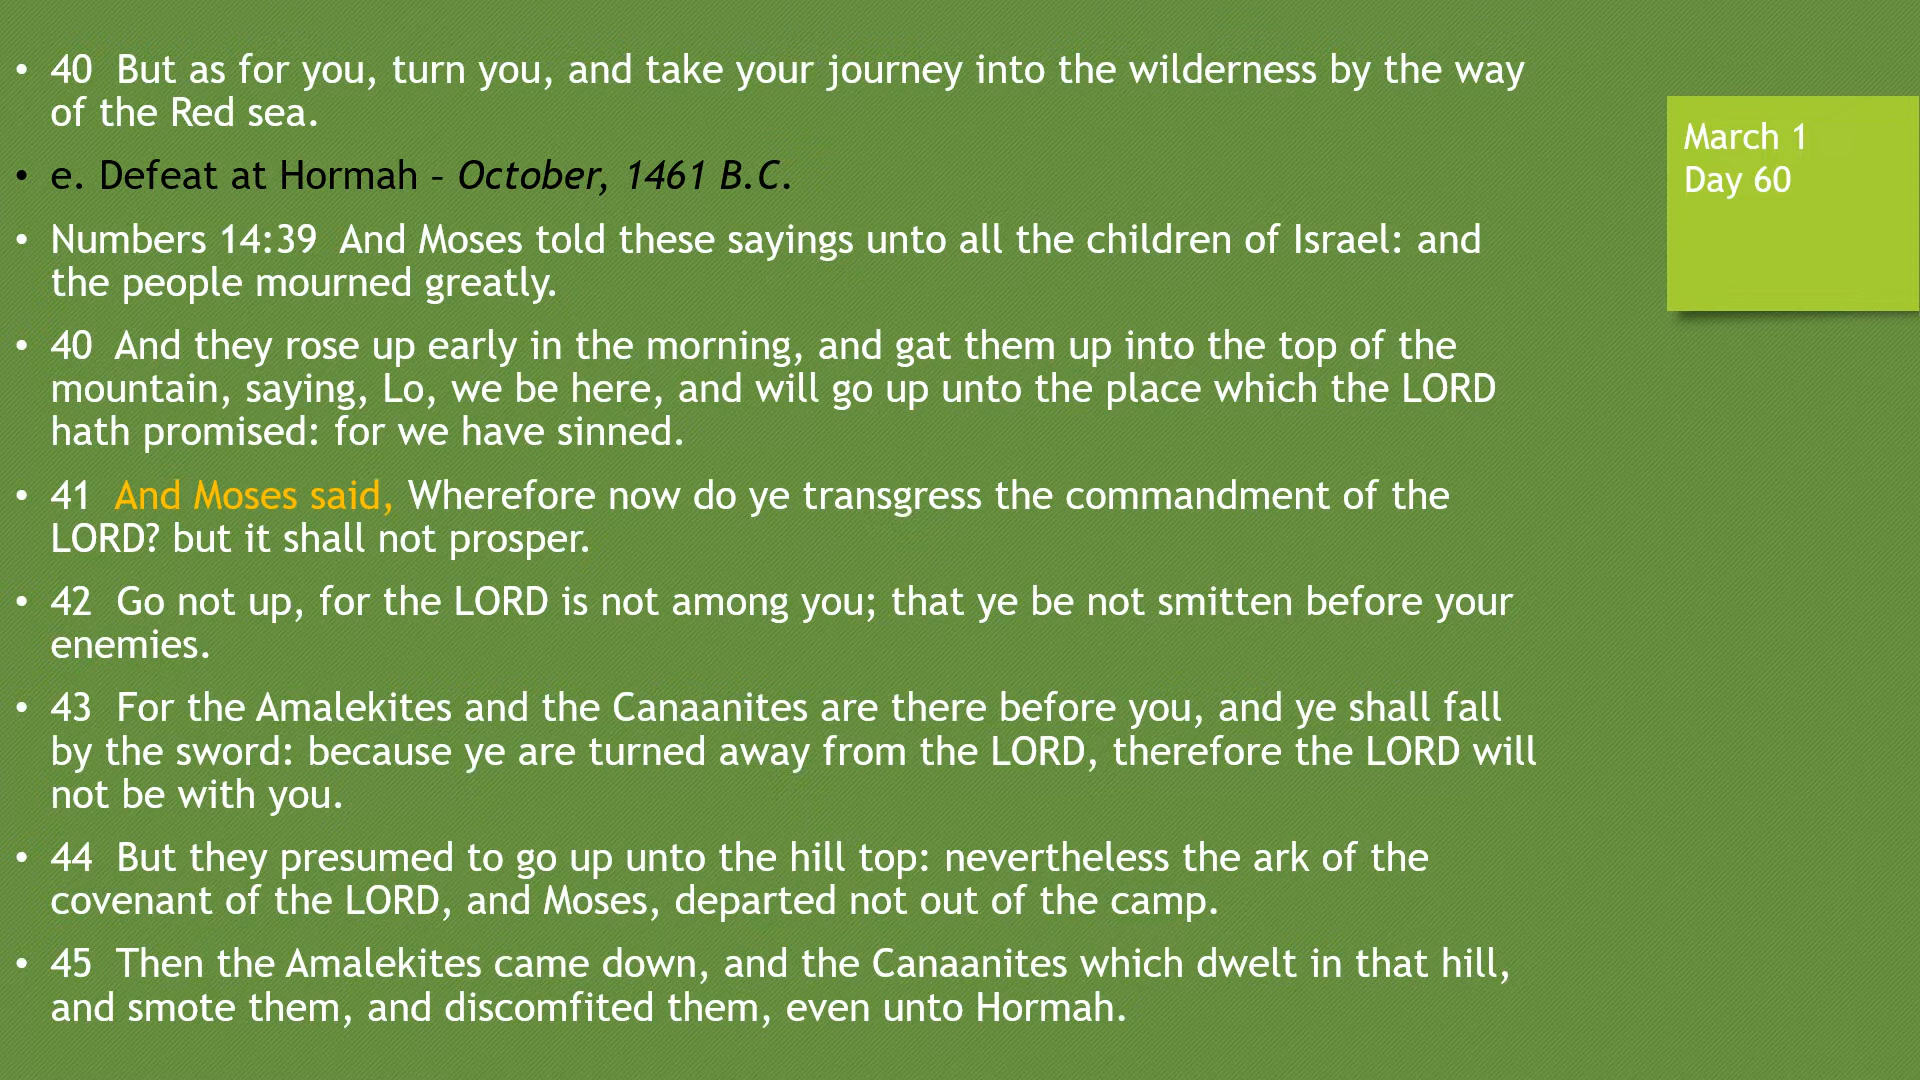 • 40  But as for you, turn you, and take your journey into the wilderness by the way
of the Red sea.
• e. Defeat at Hormah – October, 1461 B.C.
• Numbers 14:39  And Moses told these sayings unto all the children of Israel: and
the people mourned greatly.
• 40  And they rose up early in the morning, and gat them up into the top of the
mountain, saying, Lo, we be here, and will go up unto the place which the LORD
hath promised: for we have sinned.
• 41  And Moses said, Wherefore now do ye transgress the commandment of the
LORD? but it shall not prosper.
• 42  Go not up, for the LORD is not among you; that ye be not smitten before your
enemies.
• 43  For the Amalekites and the Canaanites are there before you, and ye shall fall
by the sword: because ye are turned away from the LORD, therefore the LORD will
not be with you.
• 44  But they presumed to go up unto the hill top: nevertheless the ark of the
covenant of the LORD, and Moses, departed not out of the camp.
• 45  Then the Amalekites came down, and the Canaanites which dwelt in that hill,
and smote them, and discomfited them, even unto Hormah.
March 1
Day 60